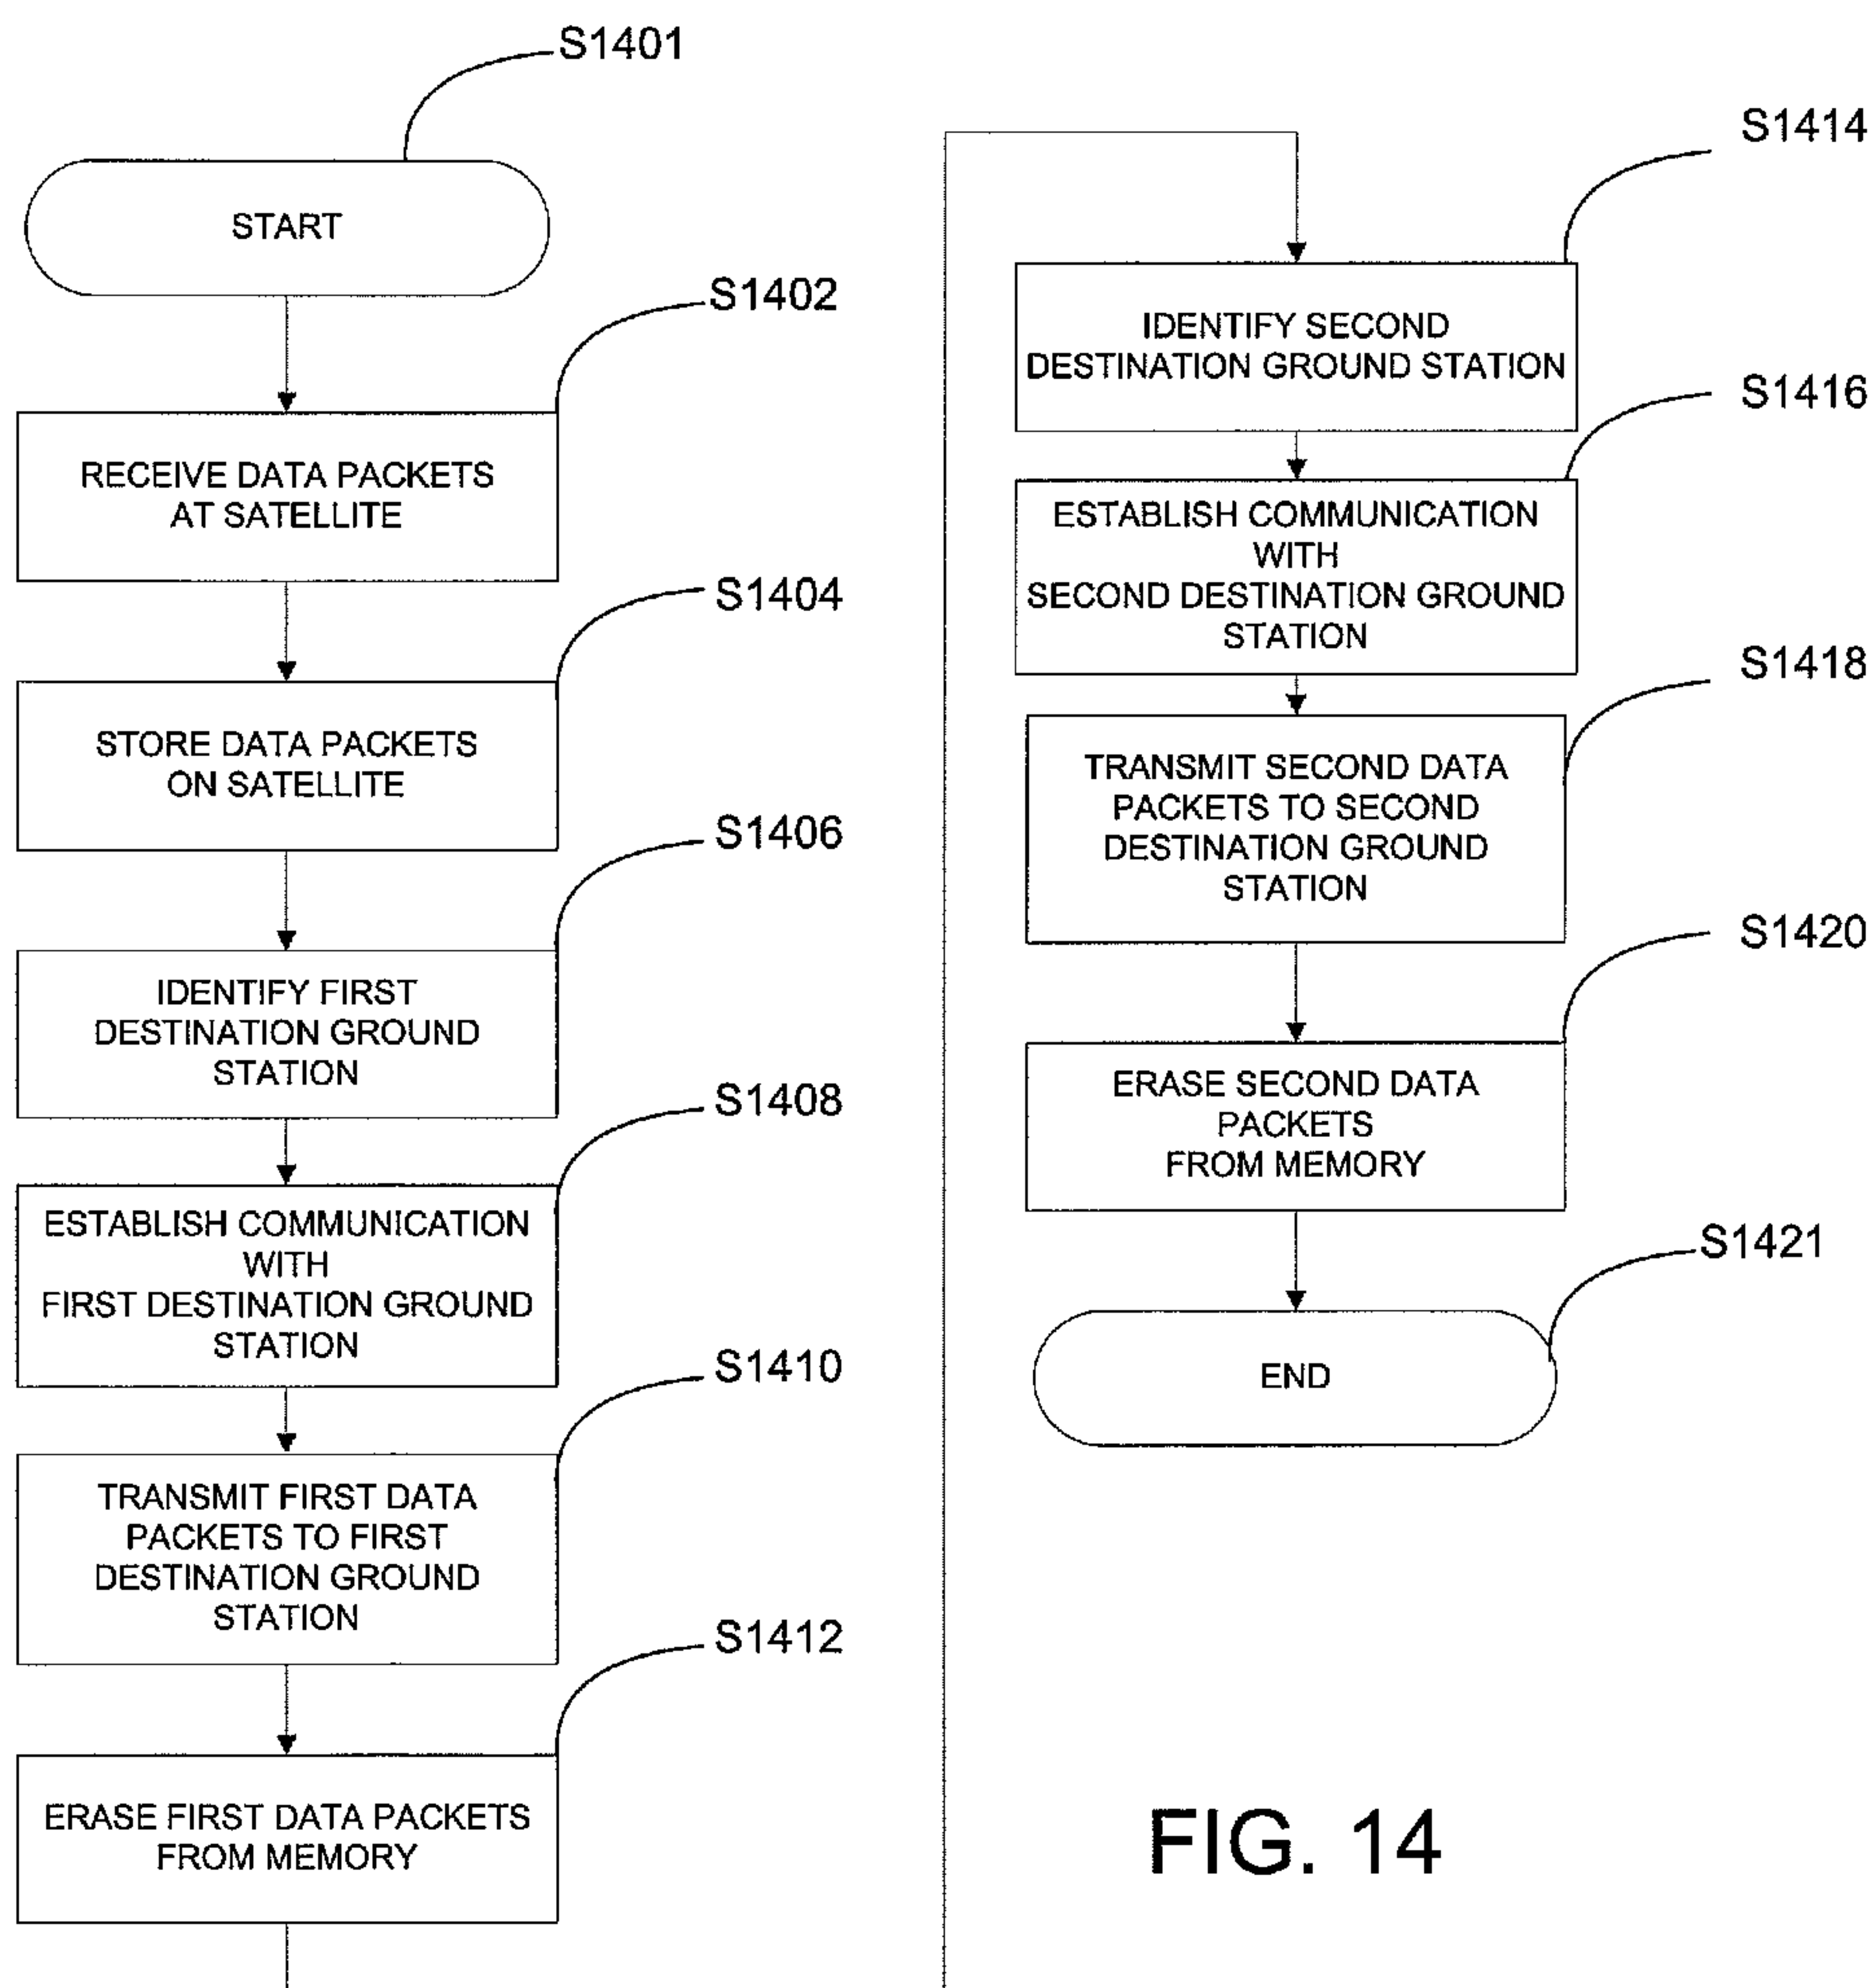 S1401
START
S1402
RECEIVE DATA PACKETS
AT SATELLITE
S1404
STORE DATA PACKETS
ON SATELLITE
S1406
IDENTIFY FIRST
DESTINATION GROUND
STATION
S1408
ESTABLISH COMMUNICATION
WITH
FIRST DESTINATION GROUND
STATION
S1410
TRANSMIT FIRST DATA
PACKETS TO FIRST
DESTINATION GROUND
STATION
S1412
ERASE FIRST DATA PACKETS
FROM MEMORY
S1414
IDENTIFY SECOND
DESTINATION GROUND STATION
S1416
ESTABLISH COMMUNICATION
WITH
SECOND DESTINATION GROUND
STATION
S1418
TRANSMIT SECOND DATA
PACKETS TO SECOND
DESTINATION GROUND
STATION
S1420
ERASE SECOND DATA
PACKETS
FROM MEMORY
S1421
END
FIG. 14